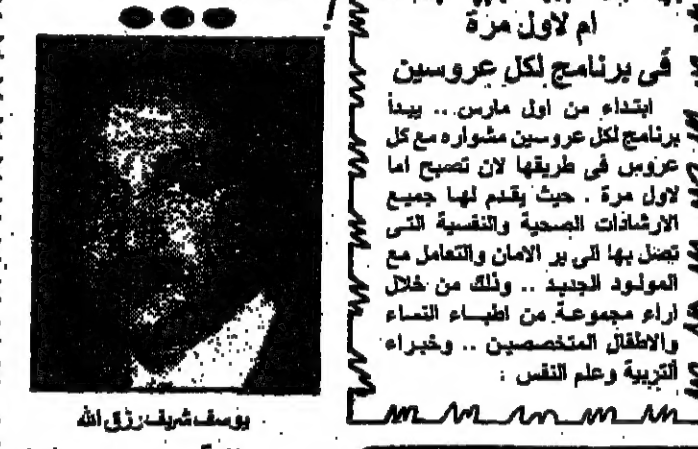 ام لاول مرة
فى برنامج لكل عروسين
ابتداء من اول مارس .. يبدأ
برنامج لكل عروسين مشواره مع كل
عروس فى طريقها لان تصبح اما
لاول مرة . حيث يقدم لها جميع
الارشادات الصحية والنفسية التى
تصل بها الى بر الامان والتعامل مع
المولود الجديد .. وذلك من خلال
اراء مجموعة من اطباء النساء
والاطفال المتخصصين .. وخبراء
التربية وعلم النفس :
يوسف شريف رزق الله